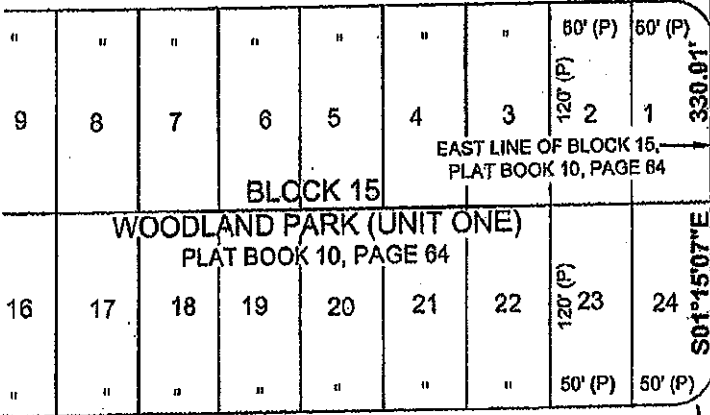 " " " " " " " 60' (P) 60' (P)
9 8 7 6 5 4 3 120' (P) 2 1 330.01'
EAST LINE OF BLOCK 15,
PLAT BOOK 10, PAGE 64
BLOCK 15
WOODLAND PARK (UNIT ONE)
PLAT BOOK 10, PAGE 64
16 17 18 19 20 21 22 120' (P) 23 24 S01°15'07"E
" " " " " " " 50' (P) 50' (P)